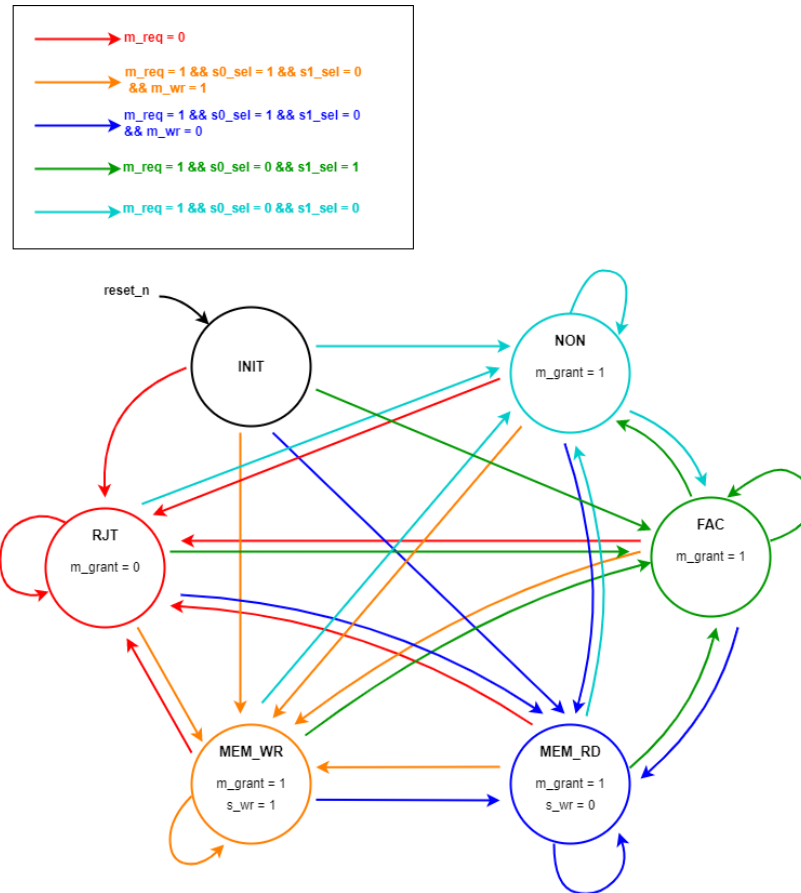 m_req = 0
m_req = 1 && s0_sel = 1 && s1_sel = 0
&& m_wr = 1
m_req = 1 && s0_sel = 1 && s1_sel = 0
&& m_wr = 0
m_req = 1 && s0_sel = 0 && s1_sel = 1
m_req = 1 && s0_sel = 0 && s1_sel = 0
reset_n
INIT
NON
m_grant = 1
RJT
m_grant = 0
FAC
m_grant = 1
MEM_WR
m_grant = 1
s_wr = 1
MEM_RD
m_grant = 1
s_wr = 0